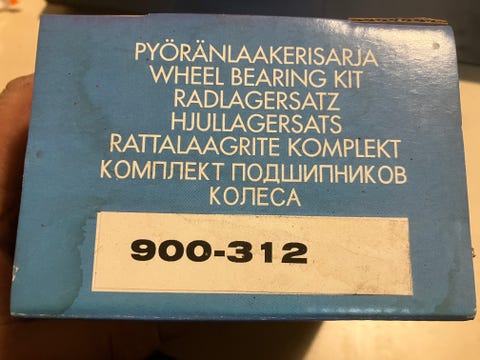 PYÖRÄNLAAKERISARJA
WHEEL BEARING KIT
RADLAGERSATZ
HJULLAGERSATS
RATTALAAGRITE KOMPLEKT
КОМПЛЕКТ ПОДШИПНИКОВ
КОЛЕСА
900-312